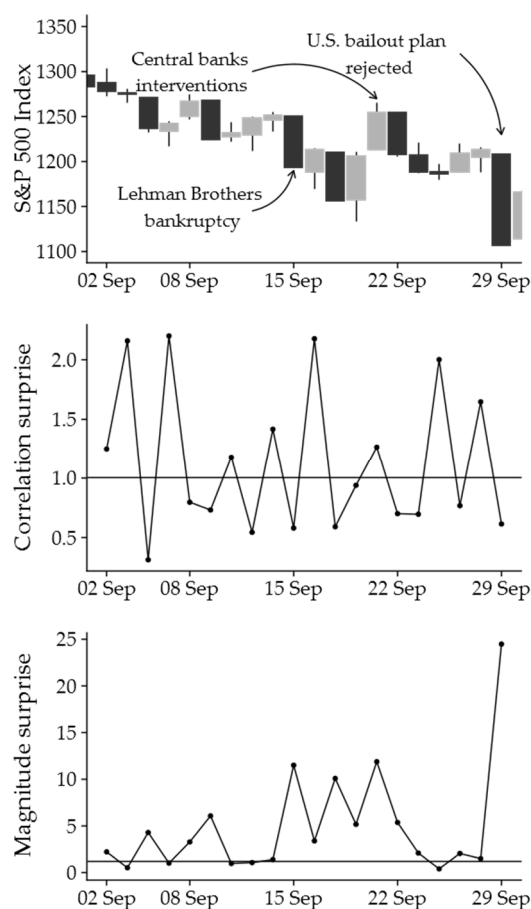 S&P 500 Index
1350
1300
1250
1200
1150
1100
Central banks
interventions
U.S. bailout plan
rejected
Lehman Brothers
bankruptcy
02 Sep 08 Sep 15 Sep 22 Sep 29 Sep
Correlation surprise
2.0
1.5
1.0
0.5
02 Sep 08 Sep 15 Sep 22 Sep 29 Sep
Magnitude surprise
25
20
15
10
5
0
02 Sep 08 Sep 15 Sep 22 Sep 29 Sep